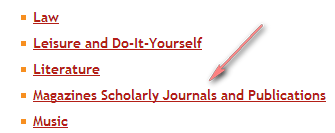 Law
Leisure and Do-It-Yourself
Literature
Magazines Scholarly Journals and Publications
Music